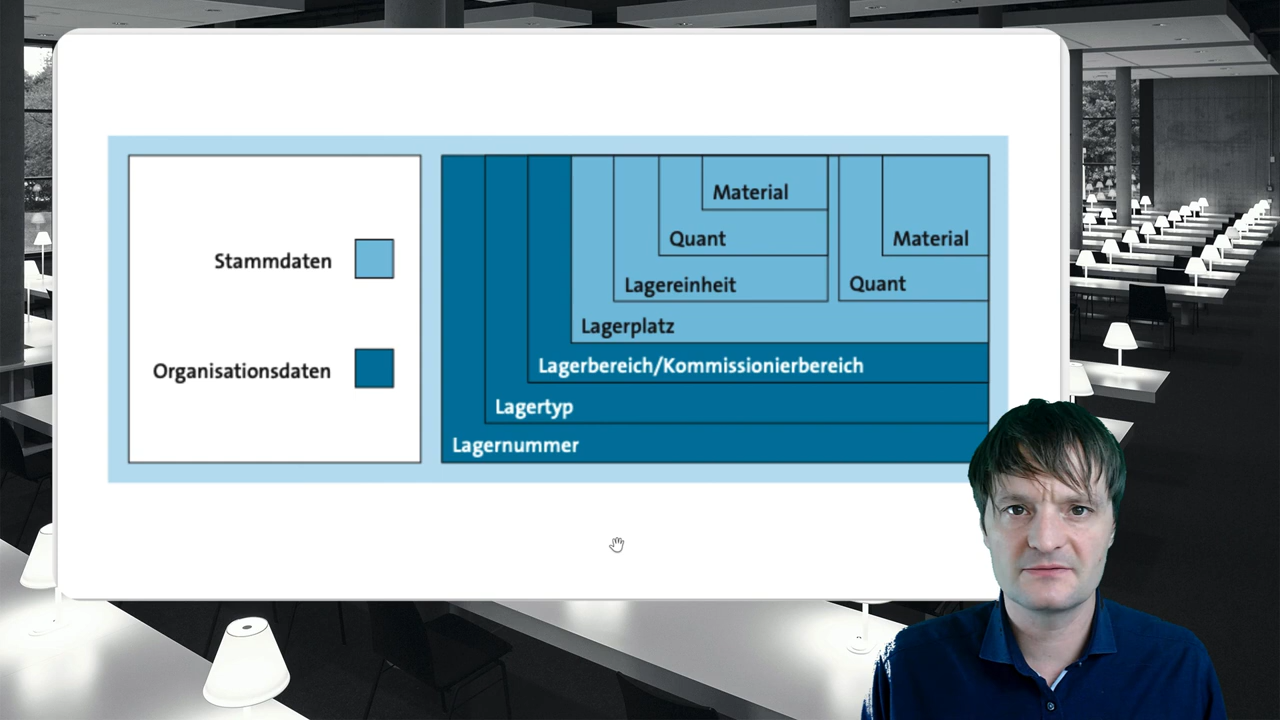 Stammdaten
Organisationsdaten
Material
Quant
Lagereinheit
Material
Quant
Lagerplatz
Lagerbereich/Kommissionierbereich
Lagertyp
Lagernummer